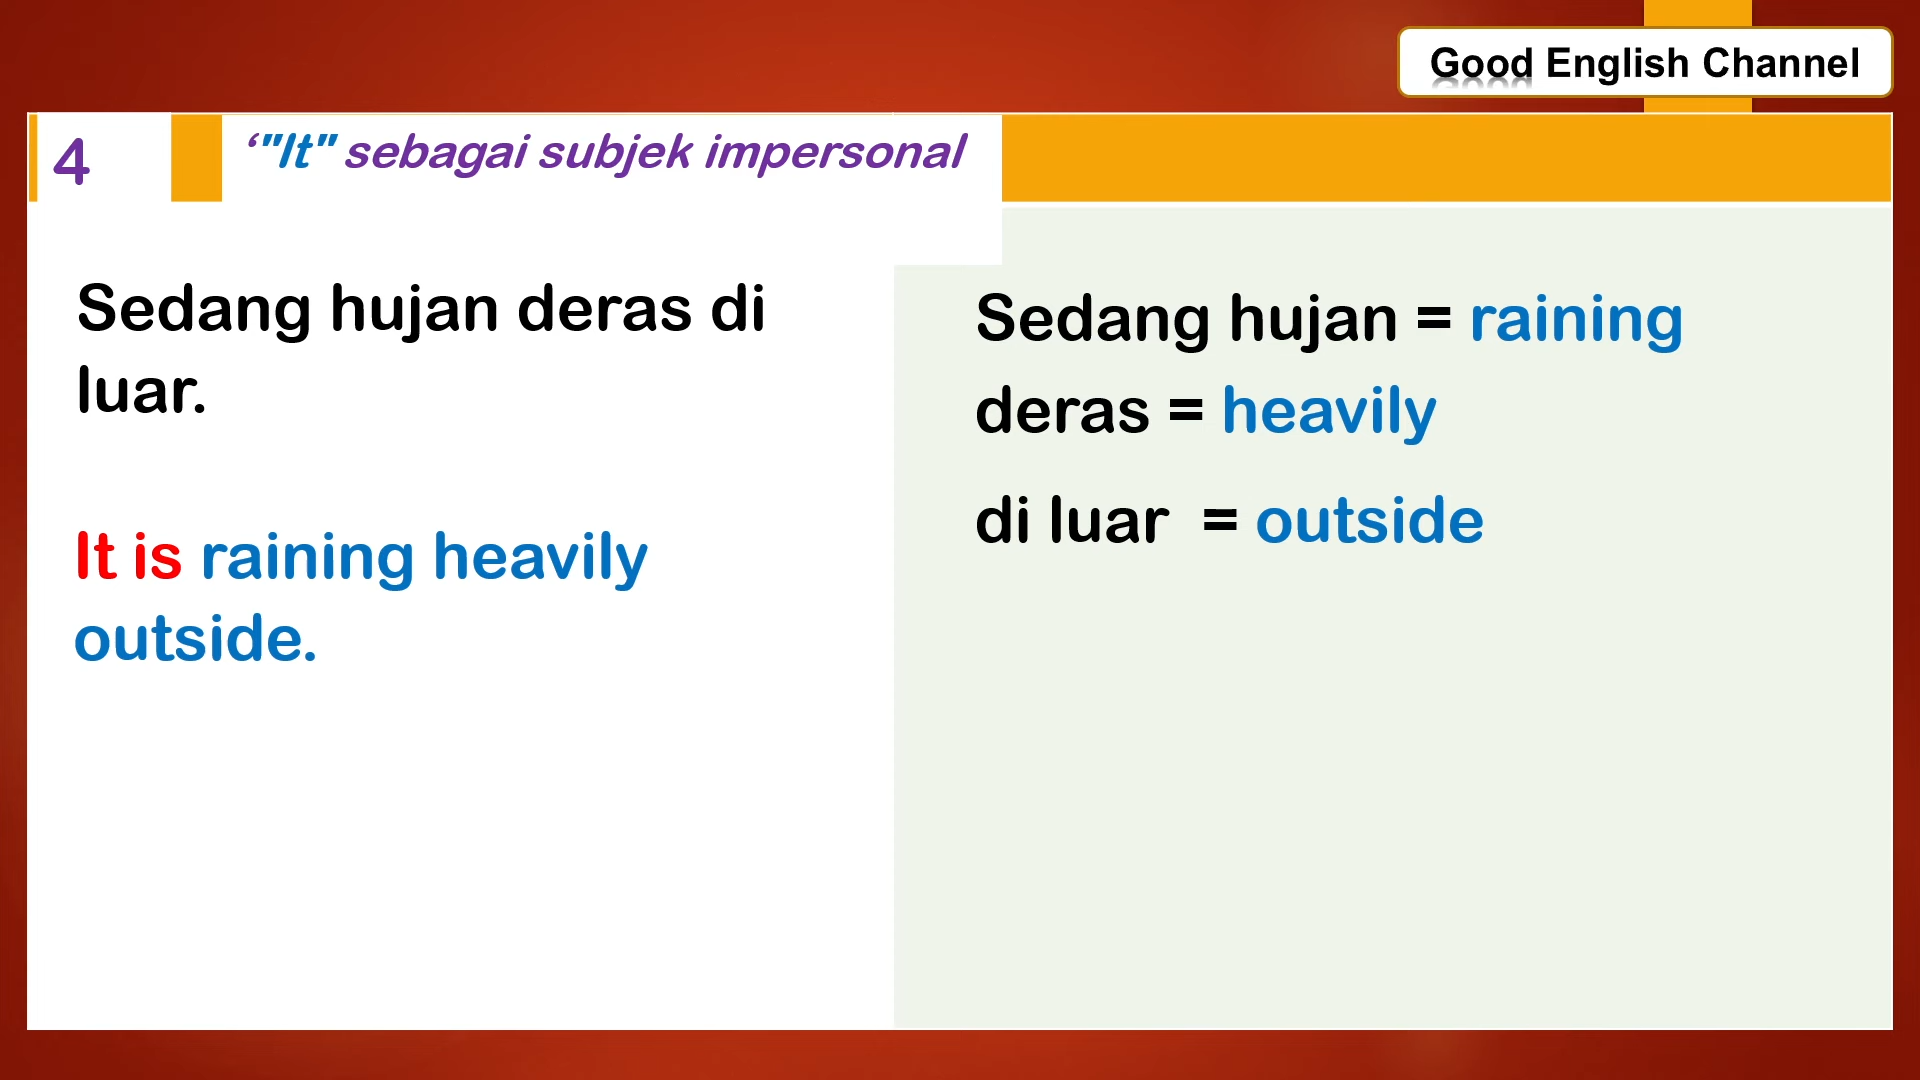 Good English Channel
4
‘"It" sebagai subjek impersonal
Sedang hujan deras di
luar.
It is raining heavily
outside.
Sedang hujan = raining
deras = heavily
di luar = outside